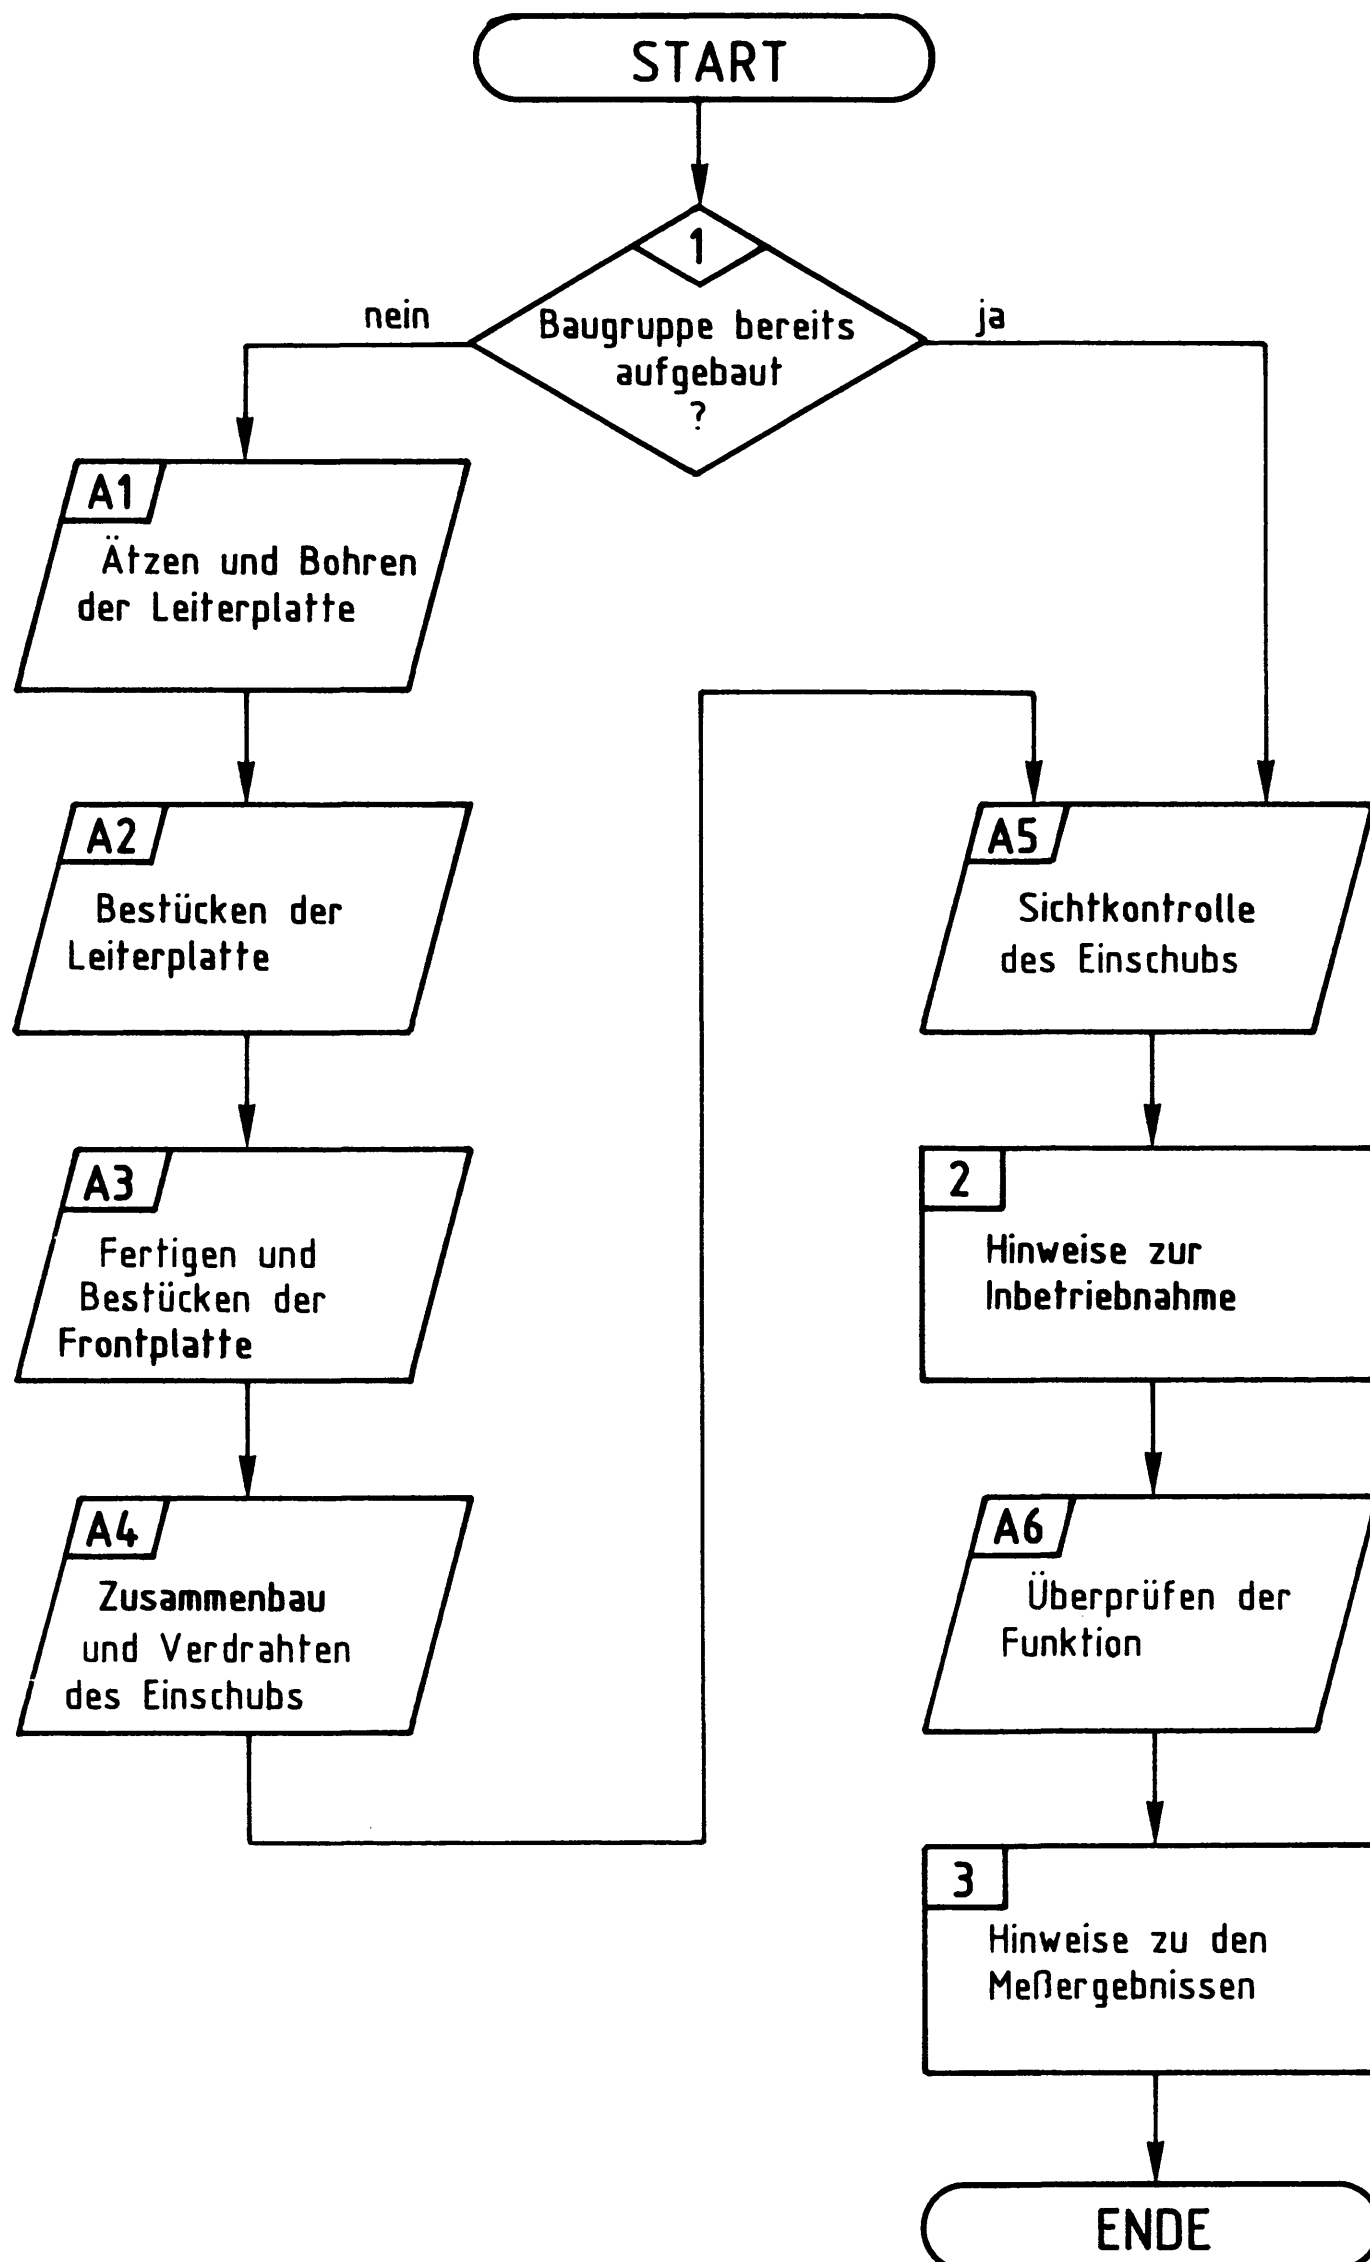 START
1
Baugruppe bereits
aufgebaut
?
nein
ja
A1
Ätzen und Bohren
der Leiterplatte
A2
Bestücken der
Leiterplatte
A3
Fertigen und
Bestücken der
Frontplatte
A4
Zusammenbau
und Verdrahten
des Einschubs
A5
Sichtkontrolle
des Einschubs
2
Hinweise zur
Inbetriebnahme
A6
Überprüfen der
Funktion
3
Hinweise zu den
Meßergebnissen
ENDE